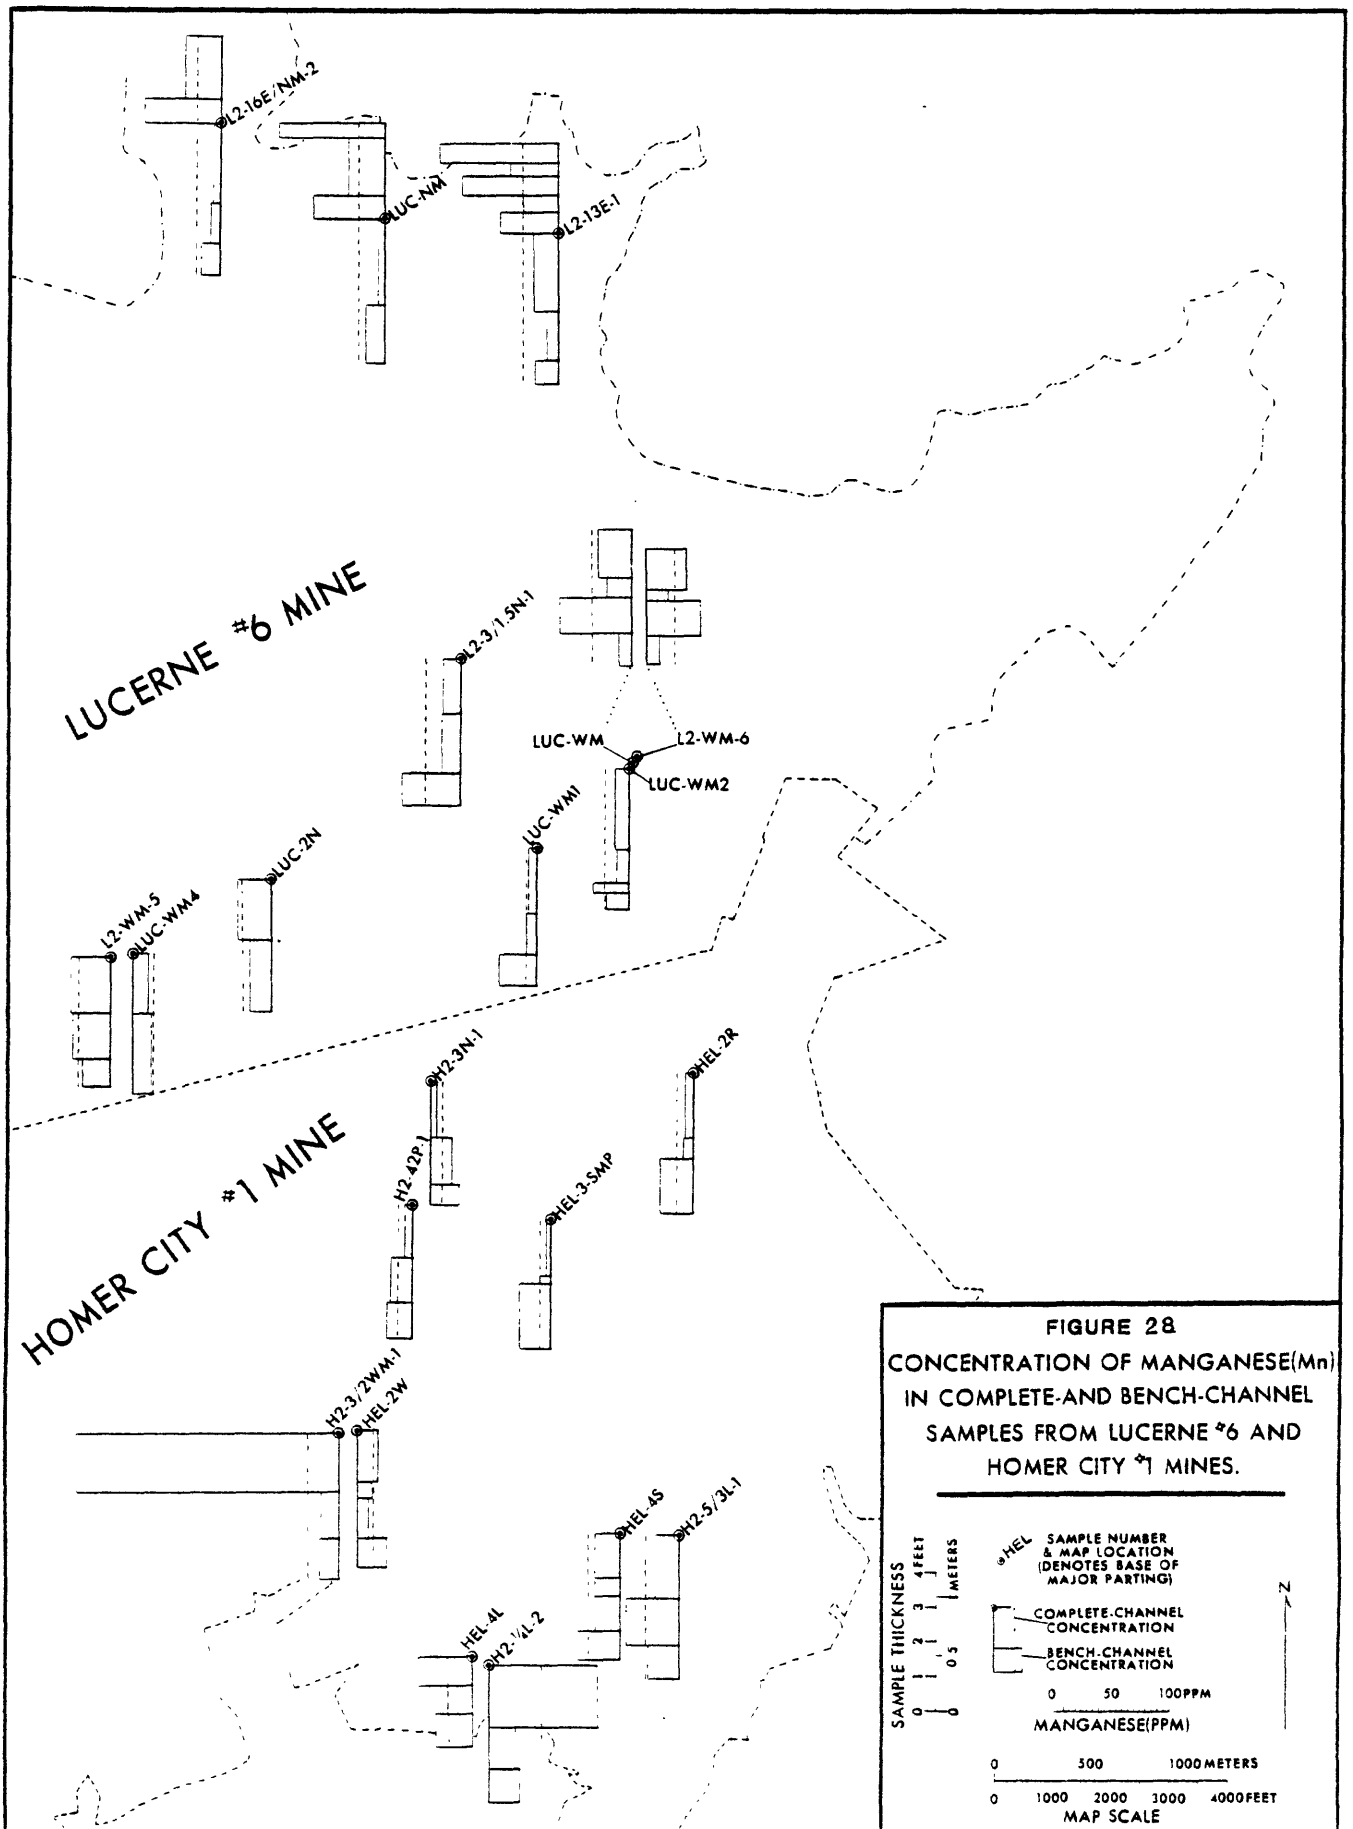 L2-16E/NM-2
LUC-NM
L2-13E-1
LUCERNE #6 MINE
L2-3/1.5N-1
LUC-WM
L2-WM-6
LUC-WM2
LUC-WM1
LUC-2N
L2-WM-5
LUC-WM4
H2-3N-1
HEL-2R
HOMER CITY #1 MINE
H2-42P-1
HEL-3-SMP
H2-3/2WM-1
HEL-2W
HEL-4S
H2-5/3L-1
HEL-4L
H2-¼L-2
FIGURE 28
CONCENTRATION OF MANGANESE(Mn)
IN COMPLETE-AND BENCH-CHANNEL
SAMPLES FROM LUCERNE #6 AND
HOMER CITY #1 MINES.
SAMPLE THICKNESS
0 1 2 3 4 FEET
0 0.5 1 METERS
HEL
SAMPLE NUMBER
& MAP LOCATION
(DENOTES BASE OF
MAJOR PARTING)
COMPLETE-CHANNEL
CONCENTRATION
BENCH-CHANNEL
CONCENTRATION
0 50 100PPM
MANGANESE(PPM)
N
0 500 1000 METERS
0 1000 2000 3000 4000 FEET
MAP SCALE